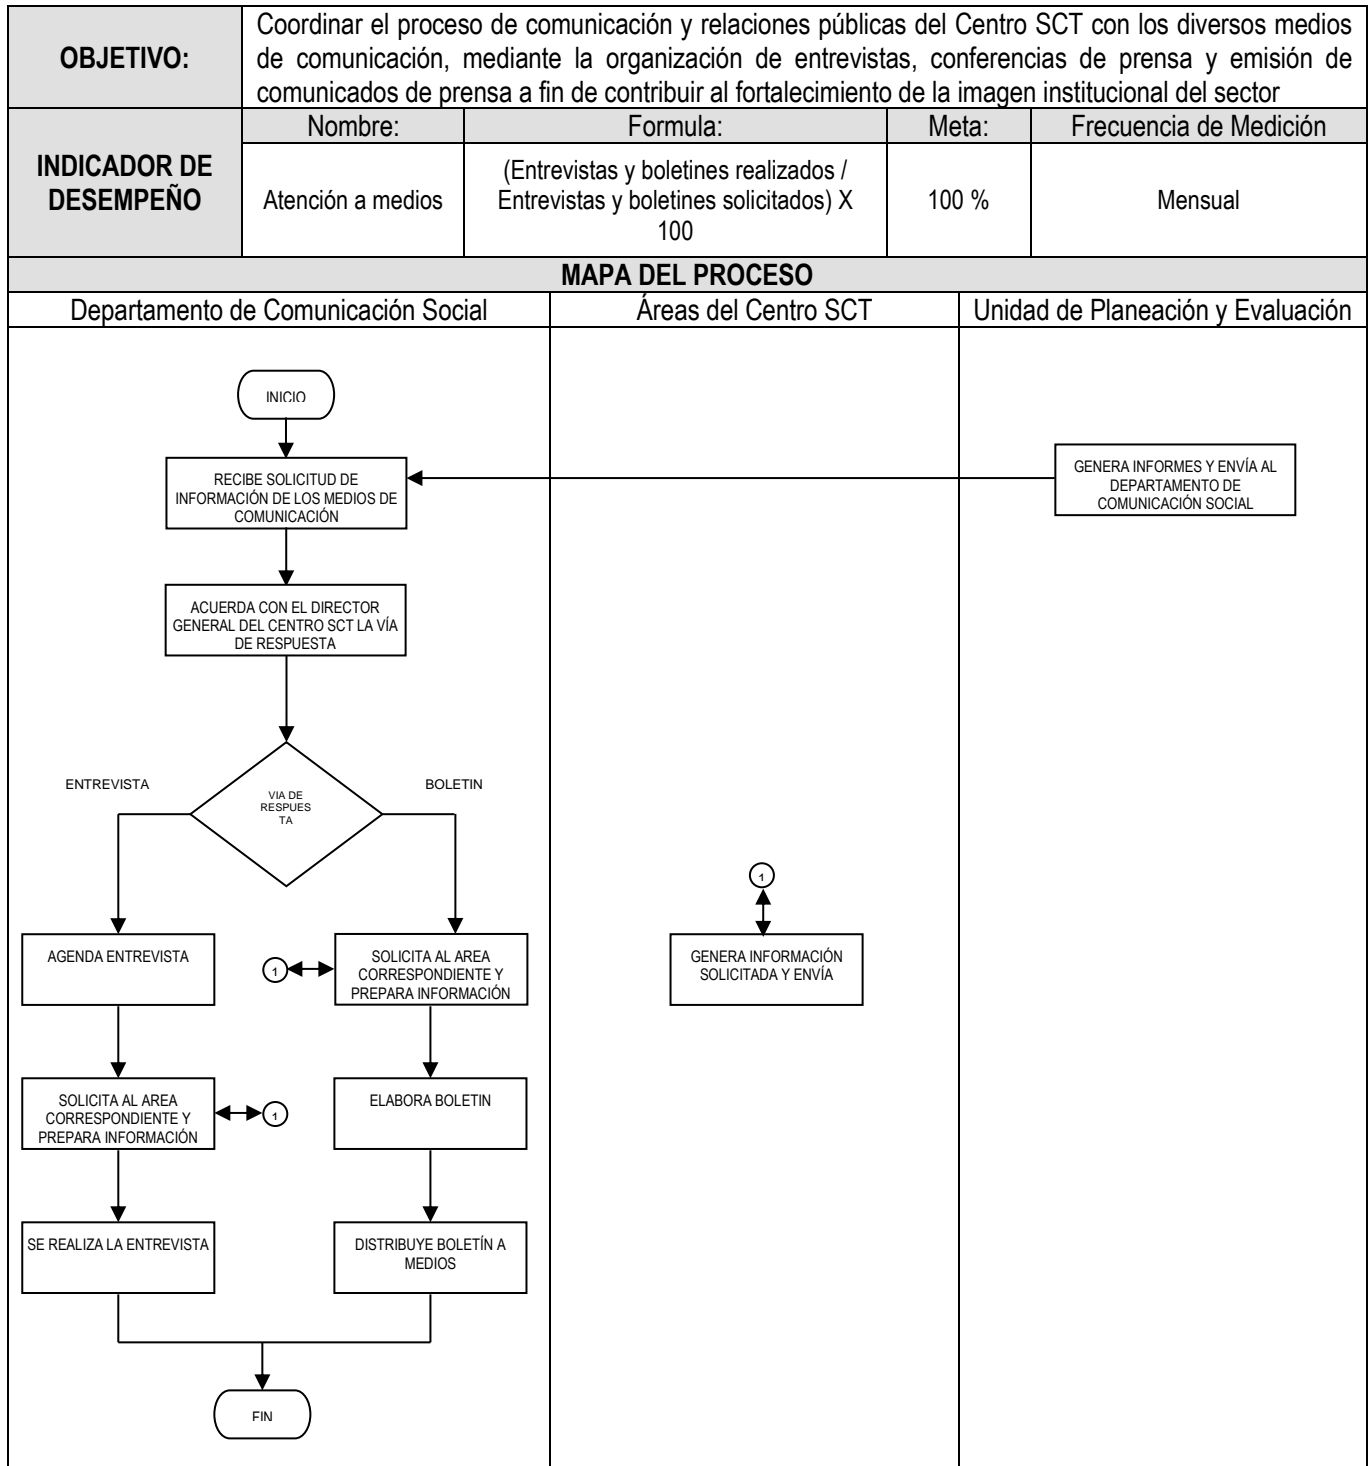 OBJETIVO:
Coordinar el proceso de comunicación y relaciones públicas del Centro SCT con los diversos medios
de comunicación, mediante la organización de entrevistas, conferencias de prensa y emisión de
comunicados de prensa a fin de contribuir al fortalecimiento de la imagen institucional del sector
INDICADOR DE
DESEMPEÑO
Nombre:
Formula:
Meta:
Frecuencia de Medición
Atención a medios
(Entrevistas y boletines realizados /
Entrevistas y boletines solicitados) X
100
100 %
Mensual
MAPA DEL PROCESO
Departamento de Comunicación Social
Áreas del Centro SCT
Unidad de Planeación y Evaluación
INICIO
RECIBE SOLICITUD DE
INFORMACIÓN DE LOS MEDIOS DE
COMUNICACIÓN
GENERA INFORMES Y ENVÍA AL
DEPARTAMENTO DE
COMUNICACIÓN SOCIAL
ACUERDA CON EL DIRECTOR
GENERAL DEL CENTRO SCT LA VÍA
DE RESPUESTA
ENTREVISTA
VIA DE
RESPUES
TA
BOLETIN
1
AGENDA ENTREVISTA
1
SOLICITA AL AREA
CORRESPONDIENTE Y
PREPARA INFORMACIÓN
GENERA INFORMACIÓN
SOLICITADA Y ENVÍA
SOLICITA AL AREA
CORRESPONDIENTE Y
PREPARA INFORMACIÓN
1
ELABORA BOLETIN
SE REALIZA LA ENTREVISTA
DISTRIBUYE BOLETÍN A
MEDIOS
FIN